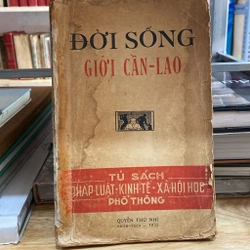 ĐỜI SỐNG
GIỚI CẦN-LAO
TỦ SÁCH
PHÁP LUẬT-KINH TẾ-XÃ HỘI HỌC
PHỔ THÔNG
QUYỂN THỨ NHÌ